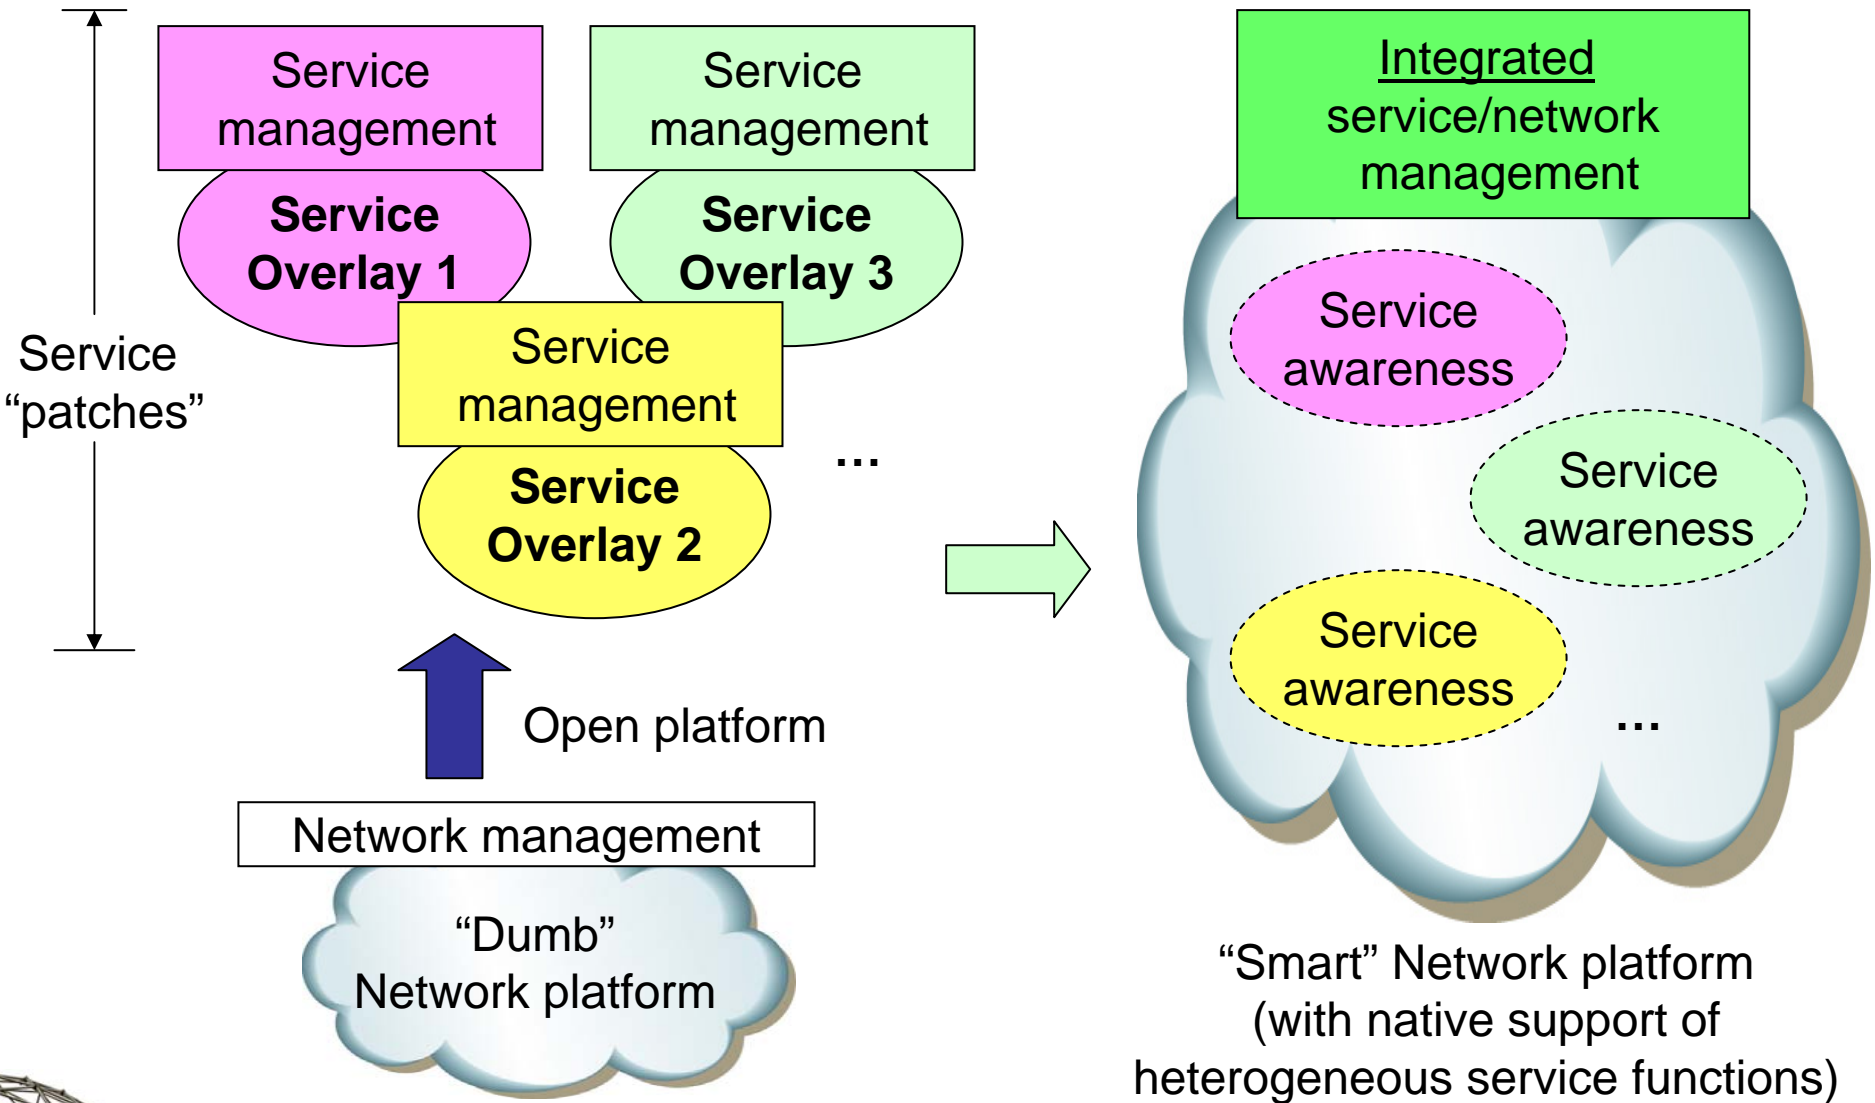 Service
management
Service
Overlay 1
Service
management
Service
Overlay 3
Service
management
Service
Overlay 2
...
Service
“patches”
Open platform
Network management
“Dumb”
Network platform
Integrated
service/network
management
Service
awareness
Service
awareness
Service
awareness
...
“Smart” Network platform
(with native support of
heterogeneous service functions)